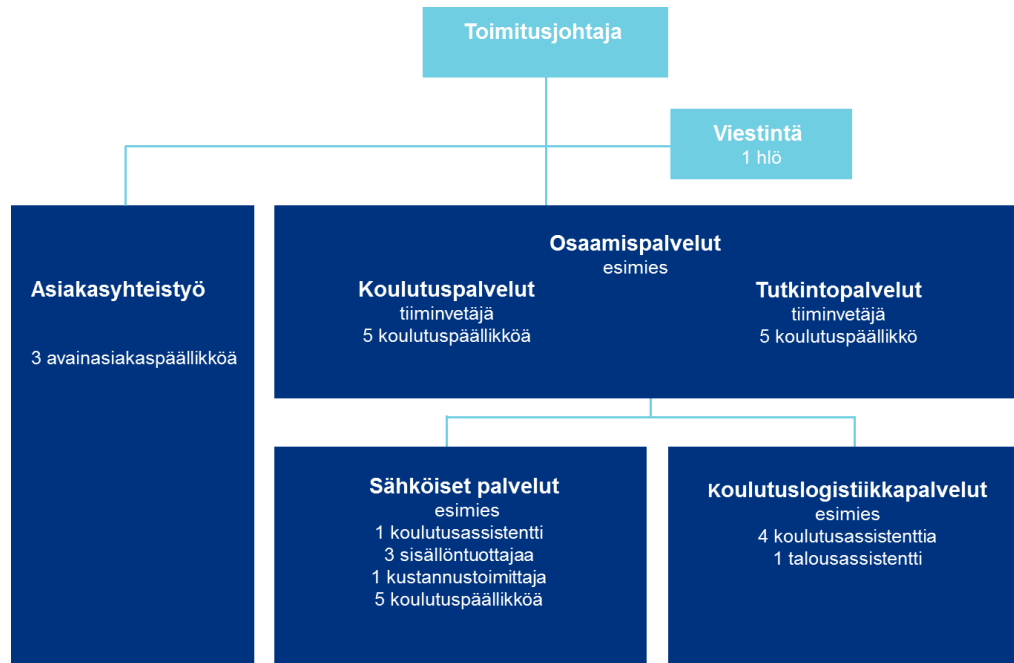 Toimitusjohtaja
Viestintä
1 hlö
Asiakasyhteistyö
3 avainasiakaspäällikköä
Osaamispalvelut
esimies
Koulutuspalvelut
tiiminvetäjä
5 koulutuspäällikköä
Tutkintopalvelut
tiiminvetäjä
5 koulutuspäällikkö
Sähköiset palvelut
esimies
1 koulutusassistentti
3 sisällöntuottajaa
1 kustannustoimittaja
5 koulutuspäällikköä
Koulutuslogistiikkapalvelut
esimies
4 koulutusassistenttia
1 talousassistentti